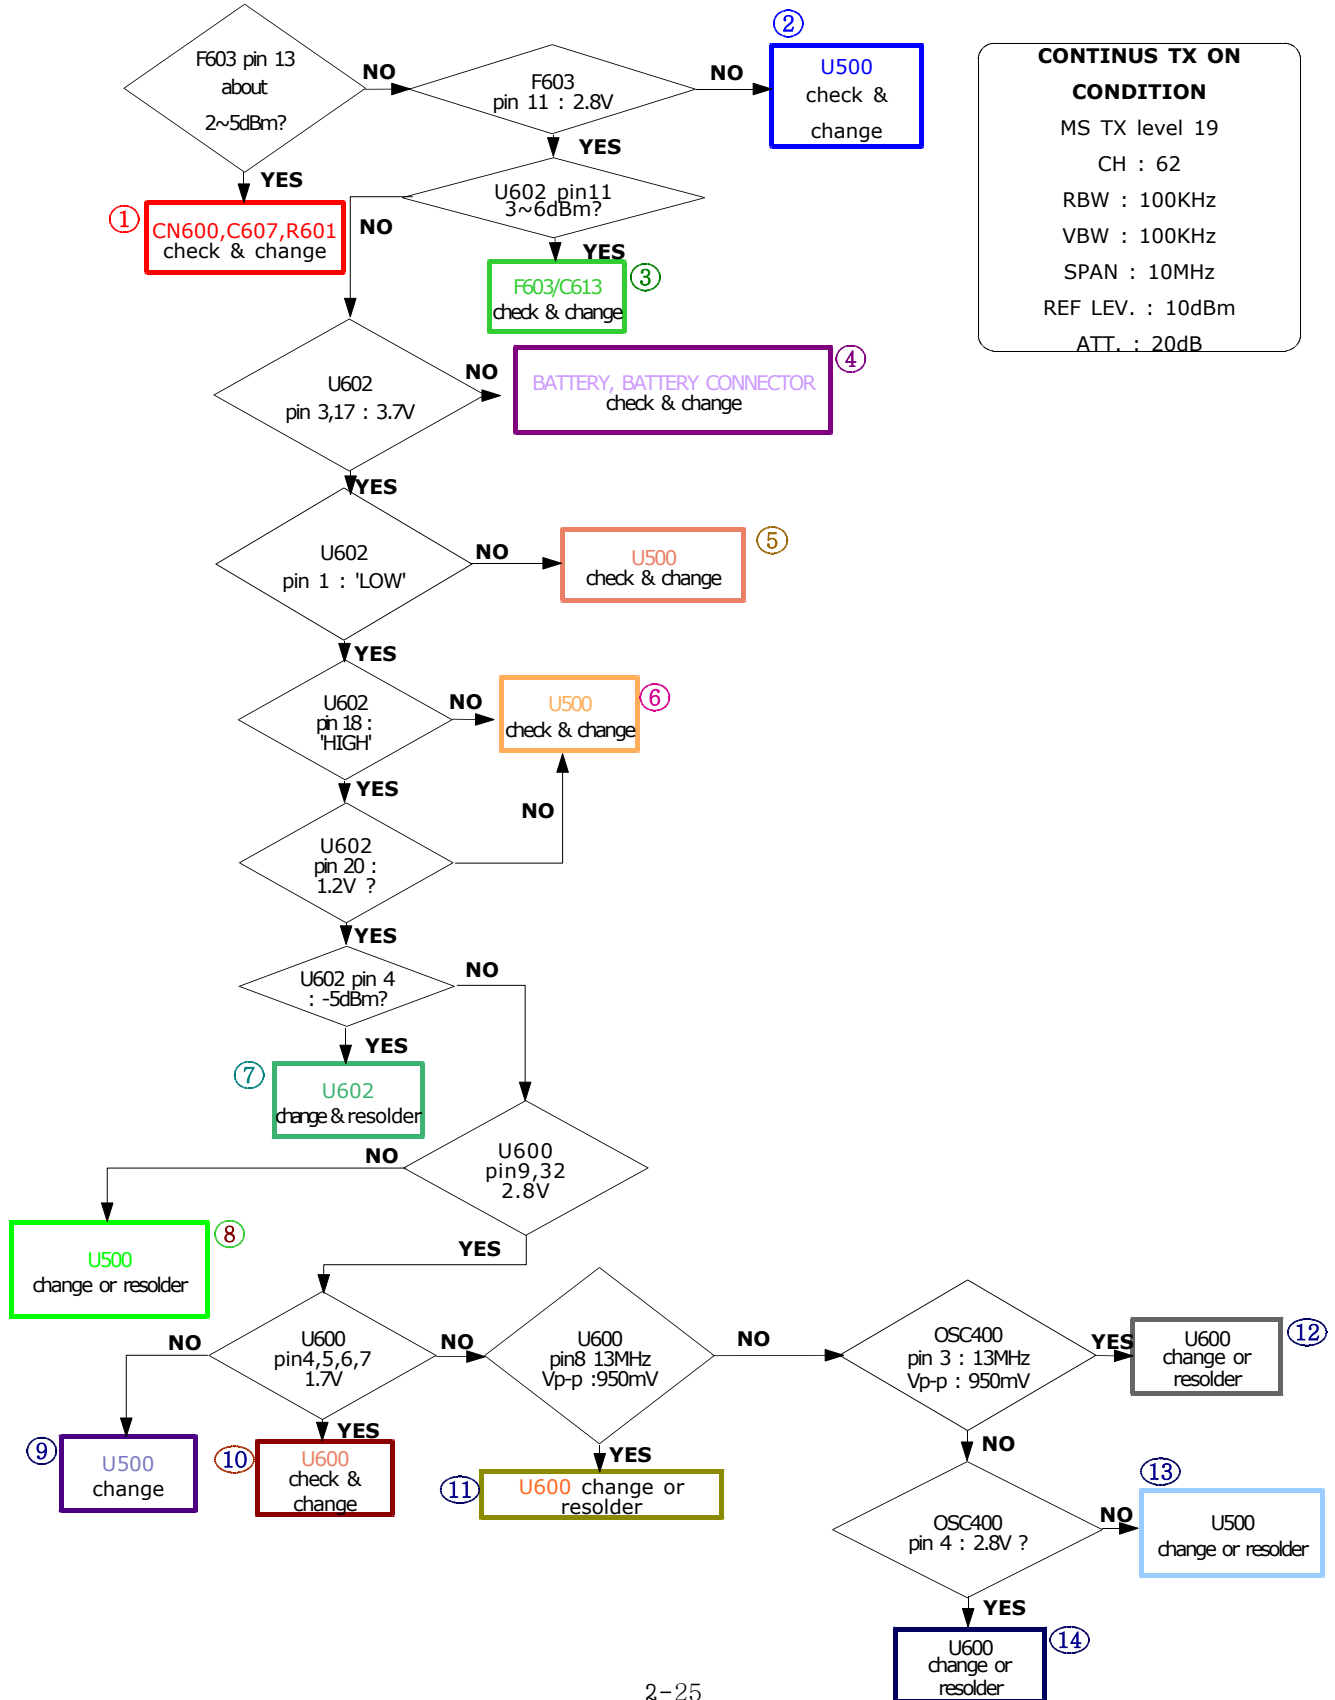 F603 pin 13
about
2~5dBm?
NO
F603
pin 11 : 2.8V
NO
②
U500
check &
change
CONTINUS TX ON
CONDITION
MS TX level 19
CH : 62
RBW : 100KHz
VBW : 100KHz
SPAN : 10MHz
REF LEV. : 10dBm
ATT. : 20dB
YES
YES
①
CN600,C607,R601
check & change
NO
U602 pin11
3~6dBm?
YES
③
F603/C613
check & change
U602
pin 3,17 : 3.7V
NO
④
BATTERY, BATTERY CONNECTOR
check & change
YES
U602
pin 1 : 'LOW'
NO
⑤
U500
check & change
YES
U602
pin 18 :
'HIGH'
NO
⑥
U500
check & change
YES
NO
U602
pin 20 :
1.2V ?
YES
U602 pin 4
: -5dBm?
NO
YES
⑦
U602
change & resolder
NO
U600
pin9,32
2.8V
⑧
U500
change or resolder
YES
NO
U600
pin4,5,6,7
1.7V
NO
U600
pin8 13MHz
Vp-p :950mV
NO
OSC400
pin 3 : 13MHz
Vp-p : 950mV
YES
⑫
U600
change or
resolder
YES
YES
NO
⑨
U500
change
⑩
U600
check &
change
⑪
U600 change or
resolder
OSC400
pin 4 : 2.8V ?
NO
⑬
U500
change or resolder
YES
⑭
U600
change or
resolder
2-25